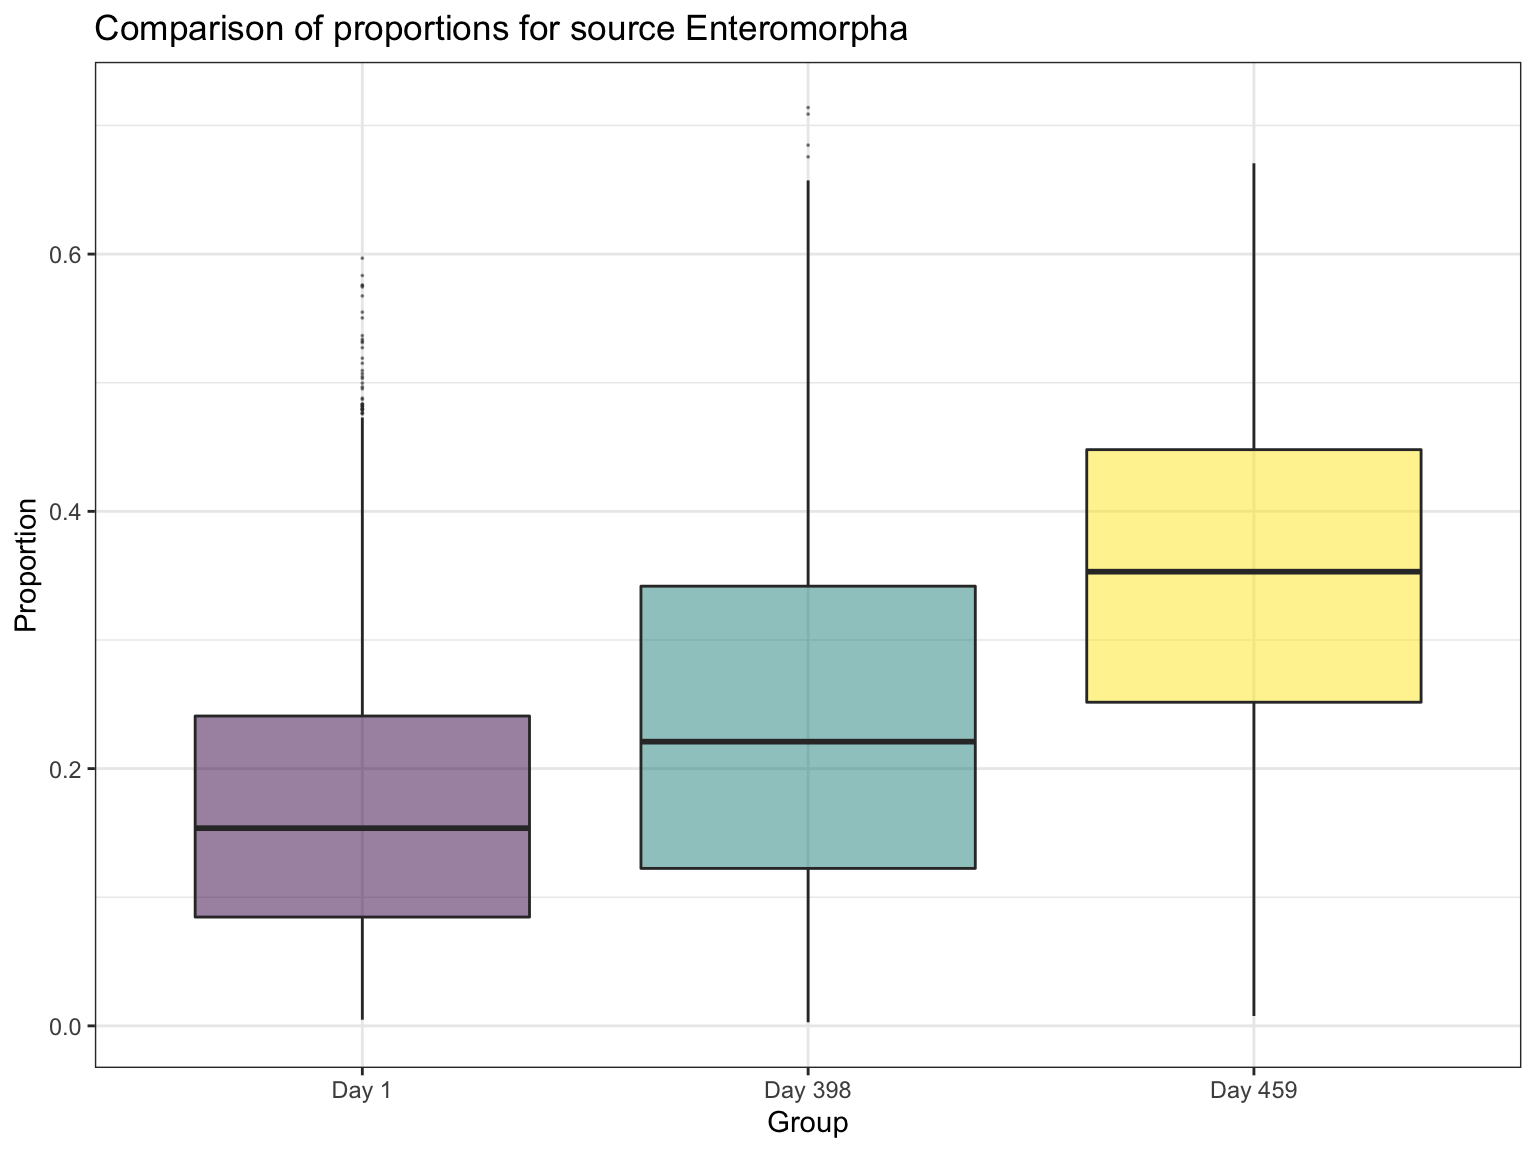 Comparison of proportions for source Enteromorpha
Proportion
0.6
0.4
0.2
0.0
Day 1 Day 398 Day 459
Group